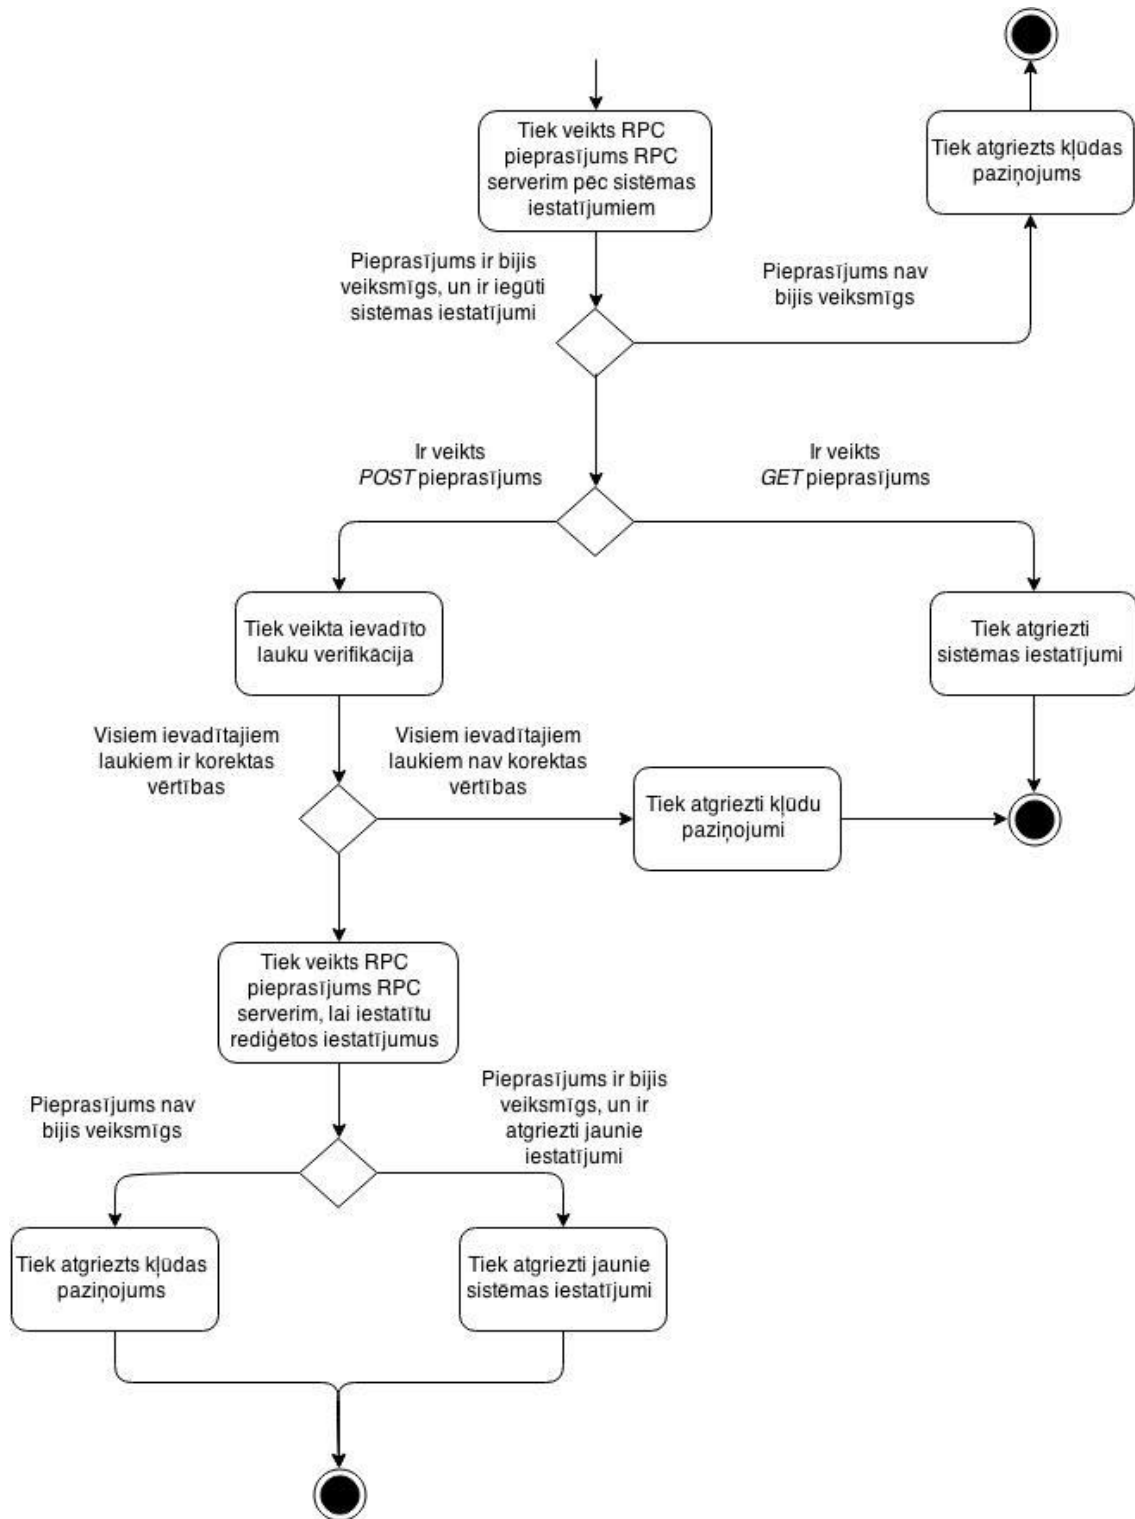 Tiek veikts RPC
pieprasījums RPC
serverim pēc sistēmas
iestatījumiem
Tiek atgriezts kļūdas
paziņojums
Pieprasījums ir bijis
veiksmīgs, un ir iegūti
sistēmas iestatījumi
Pieprasījums nav
bijis veiksmīgs
Ir veikts
POST pieprasījums
Ir veikts
GET pieprasījums
Tiek veikta ievadīto
lauku verifikācija
Tiek atgriezti
sistēmas iestatījumi
Visiem ievadītajiem
laukiem ir korektas
vērtības
Visiem ievadītajiem
laukiem nav korektas
vērtības
Tiek atgriezti kļūdu
paziņojumi
Tiek veikts RPC
pieprasījums RPC
serverim, lai iestatītu
rediģētos iestatījumus
Pieprasījums nav
bijis veiksmīgs
Pieprasījums ir bijis
veiksmīgs, un ir
atgriezti jaunie
iestatījumi
Tiek atgriezts kļūdas
paziņojums
Tiek atgriezti jaunie
sistēmas iestatījumi